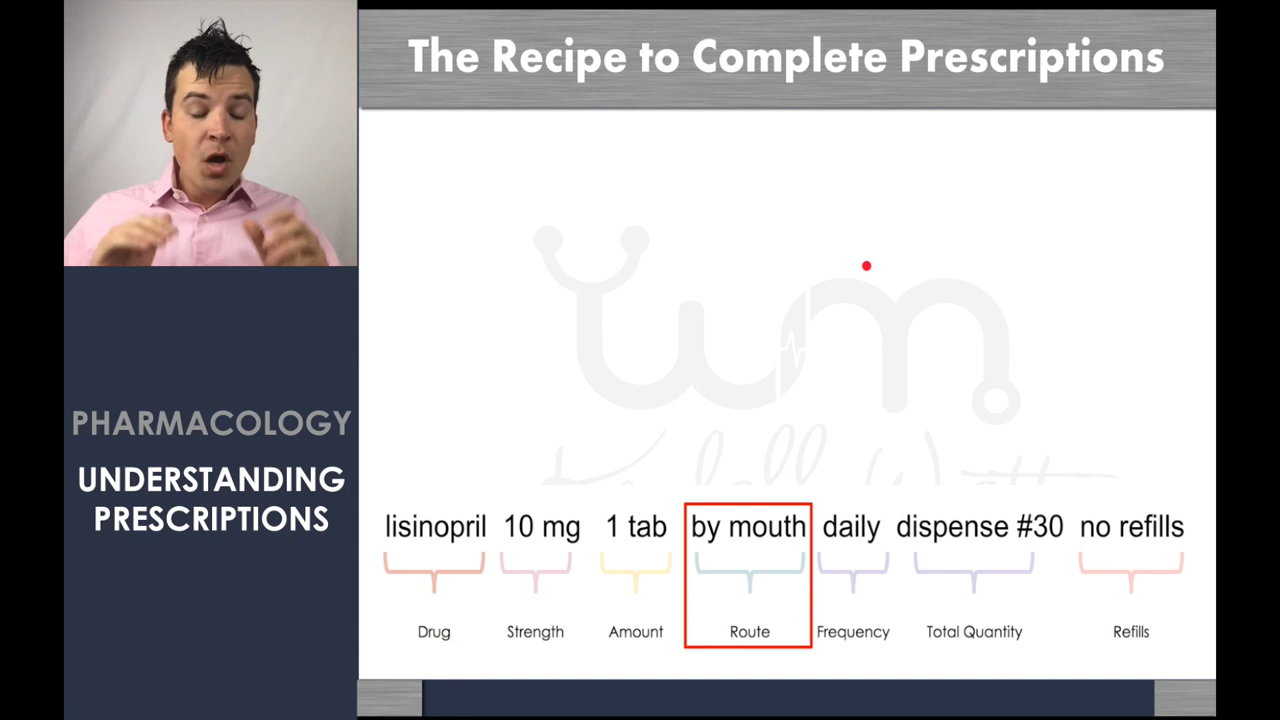 The Recipe to Complete Prescriptions
PHARMACOLOGY
UNDERSTANDING
PRESCRIPTIONS
lisinopril 10 mg 1 tab by mouth daily dispense #30 no refills
Drug Strength Amount Route Frequency Total Quantity Refills